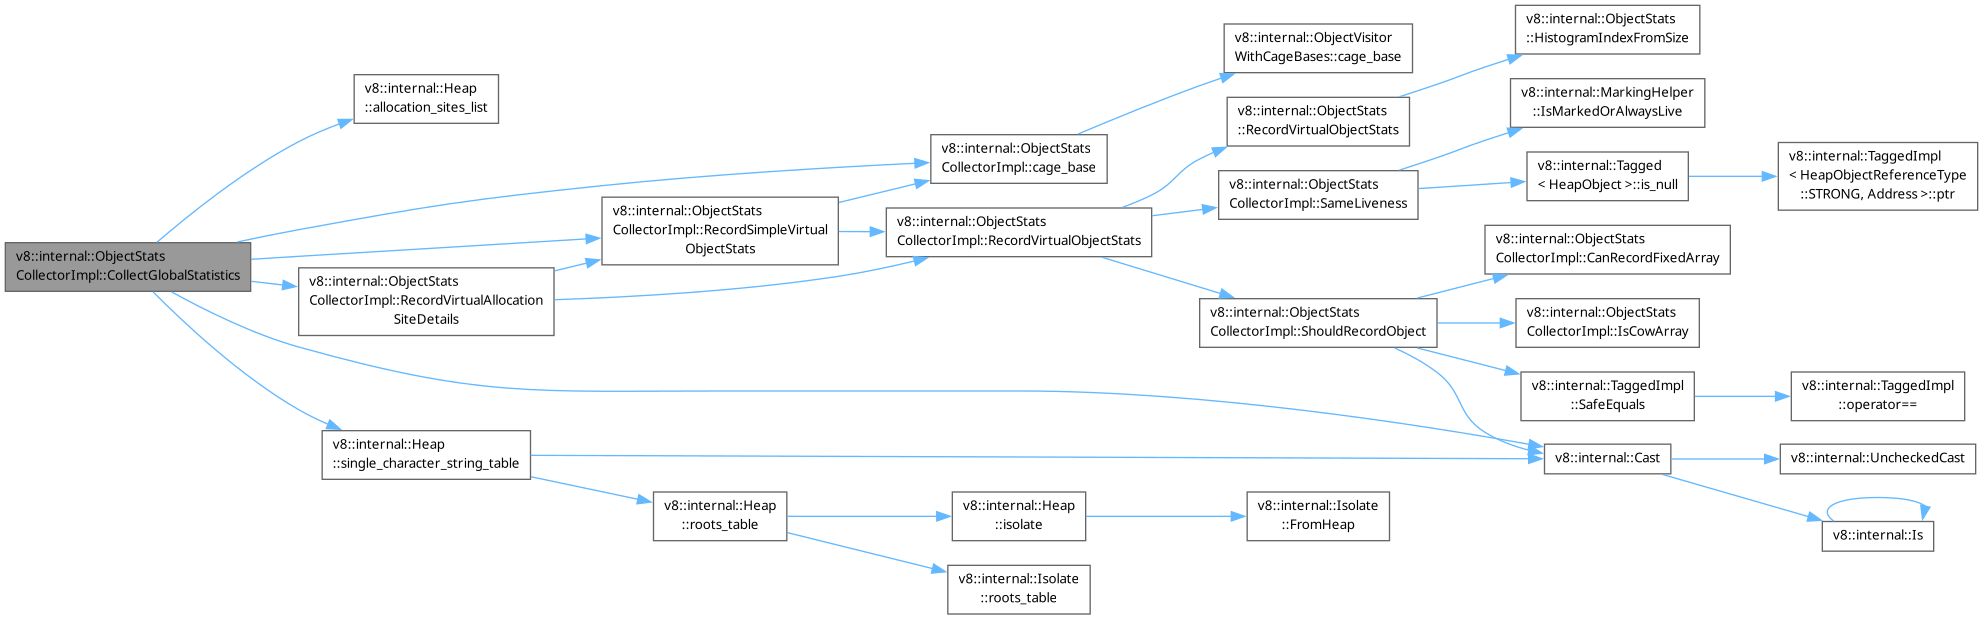 v8::internal::ObjectStats
CollectorImpl::CollectGlobalStatistics
v8::internal::Heap
::allocation_sites_list
v8::internal::ObjectStats
CollectorImpl::RecordVirtualAllocation
SiteDetails
v8::internal::Heap
::single_character_string_table
v8::internal::ObjectStats
CollectorImpl::RecordSimpleVirtual
ObjectStats
v8::internal::Heap
::roots_table
v8::internal::ObjectStats
CollectorImpl::cage_base
v8::internal::ObjectStats
CollectorImpl::RecordVirtualObjectStats
v8::internal::Heap
::isolate
v8::internal::Isolate
::roots_table
v8::internal::ObjectVisitor
WithCageBases::cage_base
v8::internal::ObjectStats
::RecordVirtualObjectStats
v8::internal::ObjectStats
CollectorImpl::SameLiveness
v8::internal::ObjectStats
CollectorImpl::ShouldRecordObject
v8::internal::Isolate
::FromHeap
v8::internal::ObjectStats
::HistogramIndexFromSize
v8::internal::MarkingHelper
::IsMarkedOrAlwaysLive
v8::internal::Tagged
< HeapObject >::is_null
v8::internal::ObjectStats
CollectorImpl::CanRecordFixedArray
v8::internal::ObjectStats
CollectorImpl::IsCowArray
v8::internal::TaggedImpl
::SafeEquals
v8::internal::Cast
v8::internal::TaggedImpl
< HeapObjectReferenceType
::STRONG, Address >::ptr
v8::internal::TaggedImpl
::operator==
v8::internal::UncheckedCast
v8::internal::Is